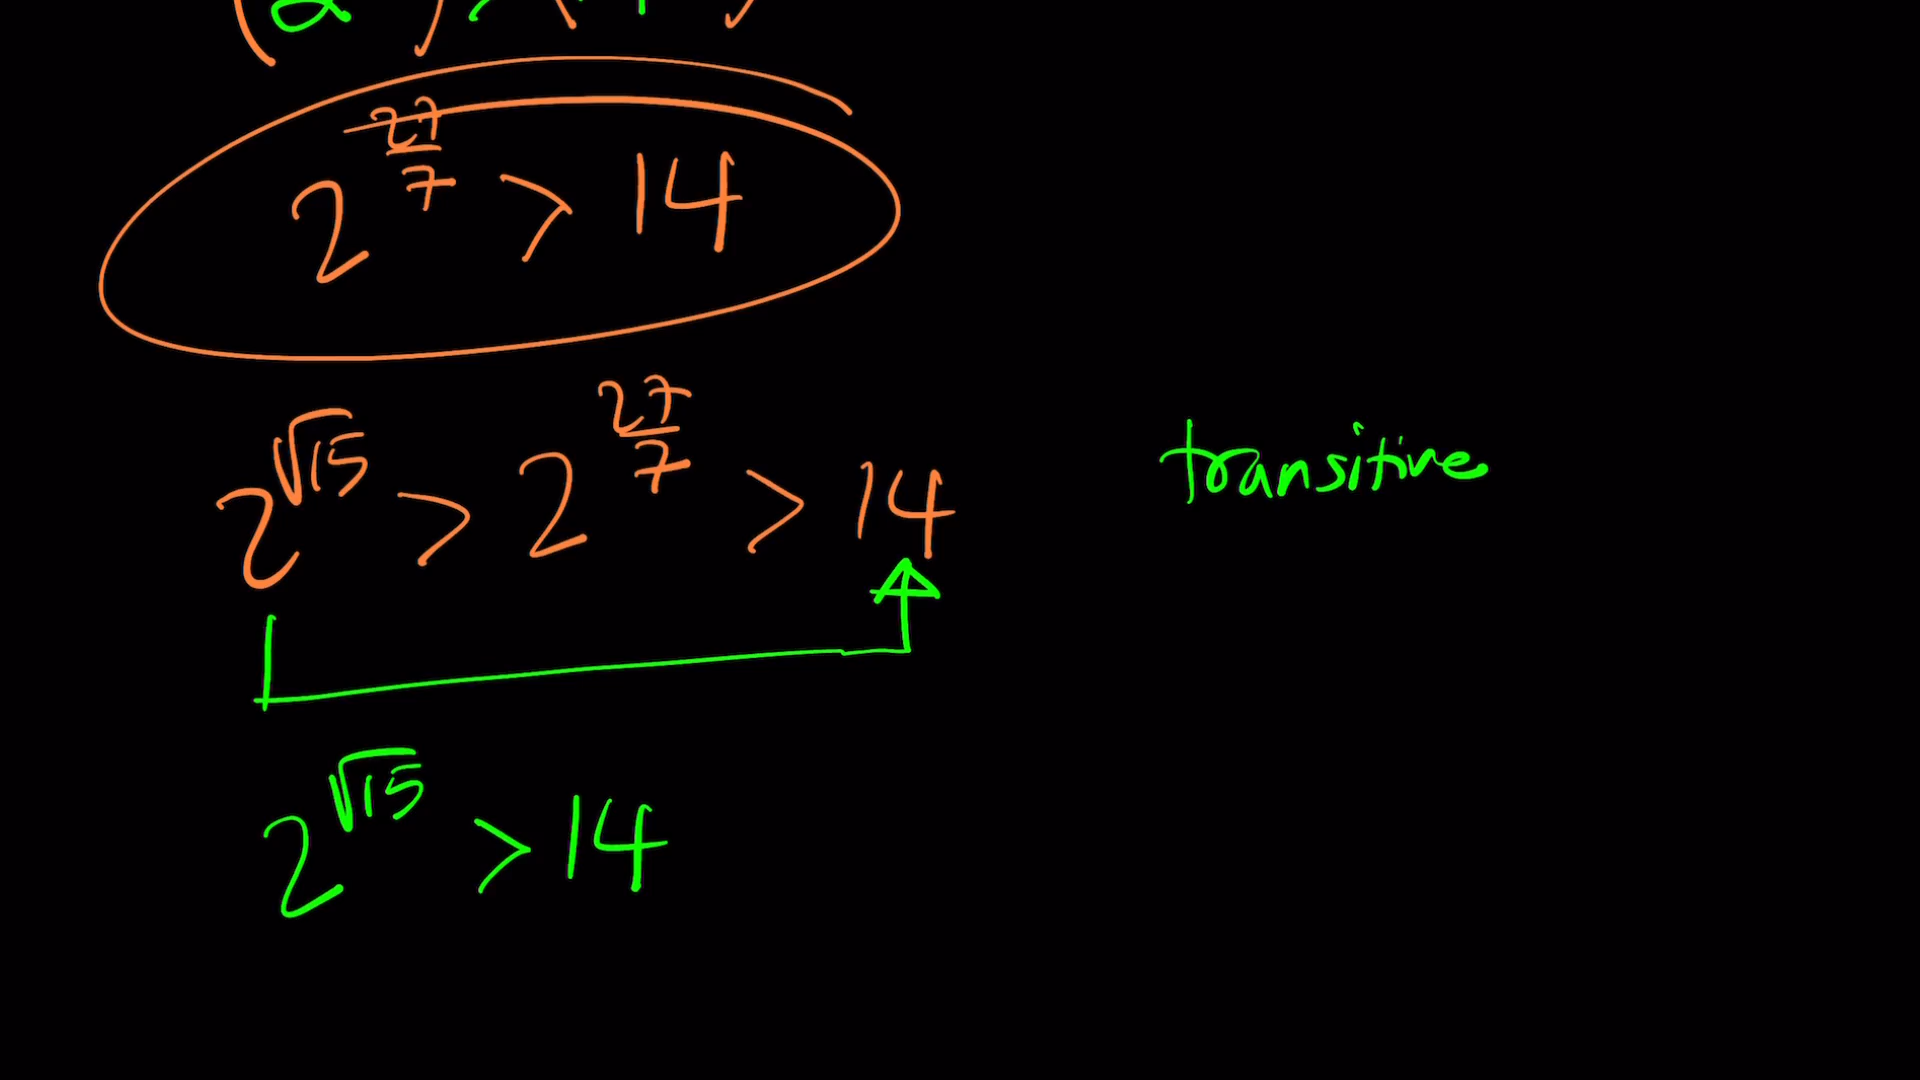 2^(27/7) > 14
2^√15 > 2^(27/7) > 14
transitive
2^√15 > 14